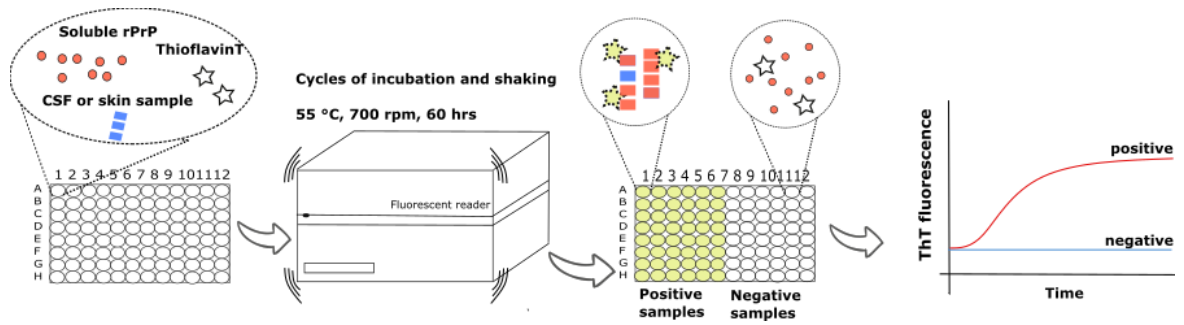 Soluble rPrP
ThioflavinT
CSF or skin sample
1 2 3 4 5 6 7 8 9 10 11 12
A
B
C
D
E
F
G
H
Cycles of incubation and shaking
55 °C, 700 rpm, 60 hrs
Fluorescent reader
1 2 3 4 5 6 7 8 9 10 11 12
A
B
C
D
E
F
G
H
Positive
samples
Negative
samples
ThT fluorescence
positive
negative
Time